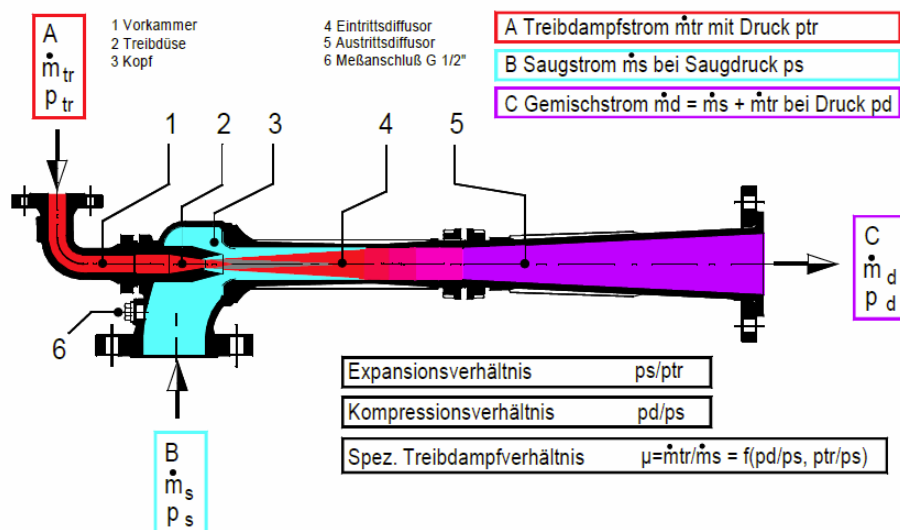 A
ṁtr
ptr
1 Vorkammer
2 Treibdüse
3 Kopf
4 Eintrittsdiffusor
5 Austrittsdiffusor
6 Meßanschluß G 1/2"
A Treibdampfstrom ṁtr mit Druck ptr
B Saugstrom ṁs bei Saugdruck ps
C Gemischstrom ṁd = ṁs + ṁtr bei Druck pd
1 2 3 4 5
6
C
ṁd
pd
Expansionsverhältnis ps/ptr
Kompressionsverhältnis pd/ps
Spez. Treibdampfverhältnis µ=ṁtr/ṁs = f(pd/ps, ptr/ps)
B
ṁs
ps